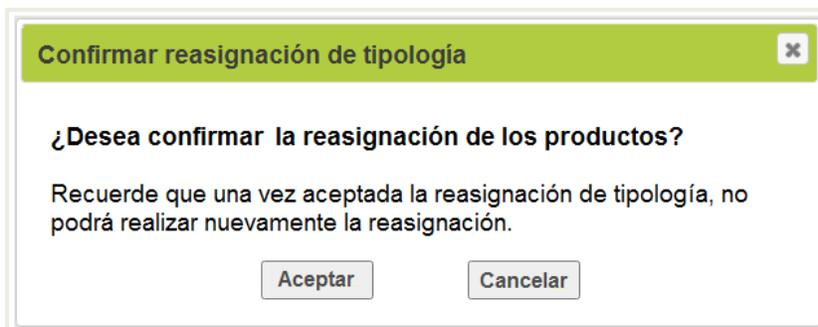 Confirmar reasignación de tipología
¿Desea confirmar la reasignación de los productos?
Recuerde que una vez aceptada la reasignación de tipología, no
podrá realizar nuevamente la reasignación.
Aceptar
Cancelar